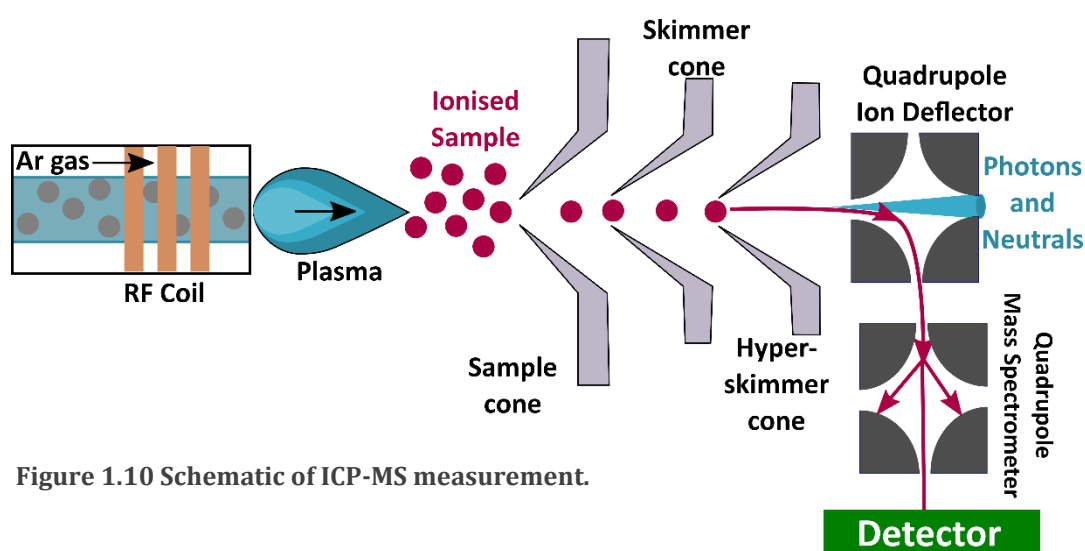 Ar gas
RF Coil
Plasma
Ionised
Sample
Sample
cone
Skimmer
cone
Hyper-
skimmer
cone
Quadrupole
Ion Deflector
Photons
and
Neutrals
Quadrupole
Mass Spectrometer
Detector
Figure 1.10 Schematic of ICP-MS measurement.